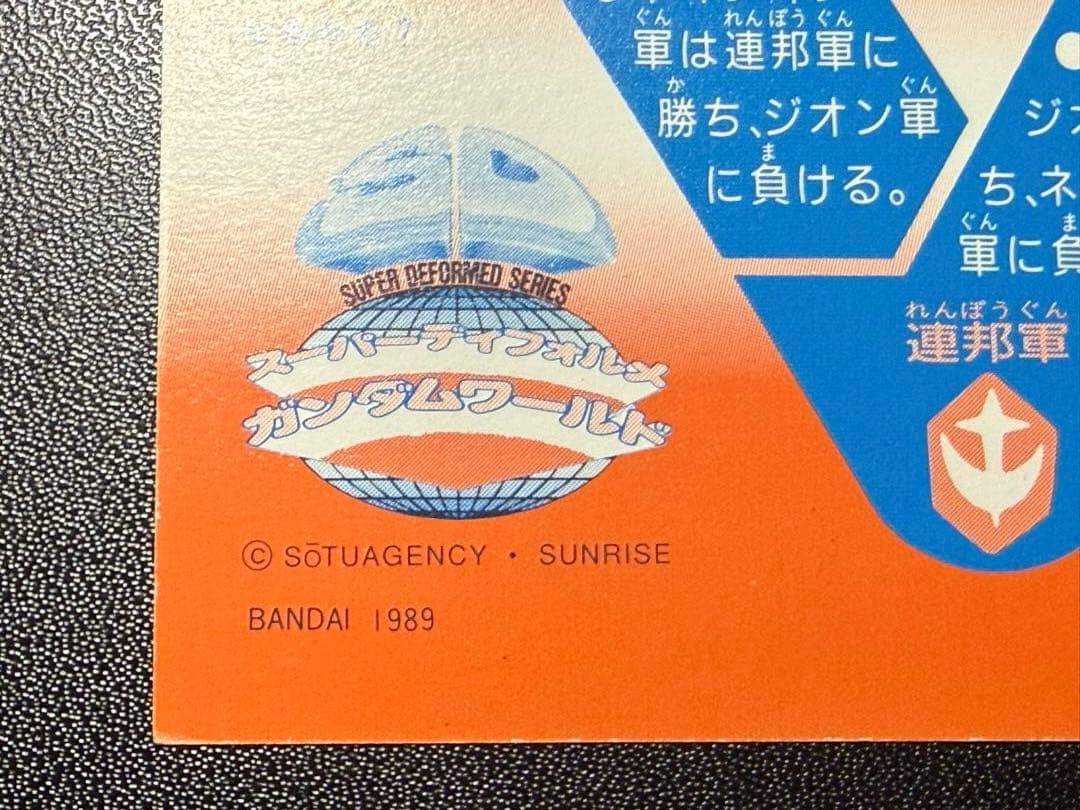 軍は連邦軍に
勝ち、ジオン軍
に負ける。
ジ
ち、ネ
軍に負
連邦軍
SUPER DEFORMED SERIES
スーパーディフォルメ
ガンダムワールド
© SōTUAGENCY・SUNRISE
BANDAI 1989